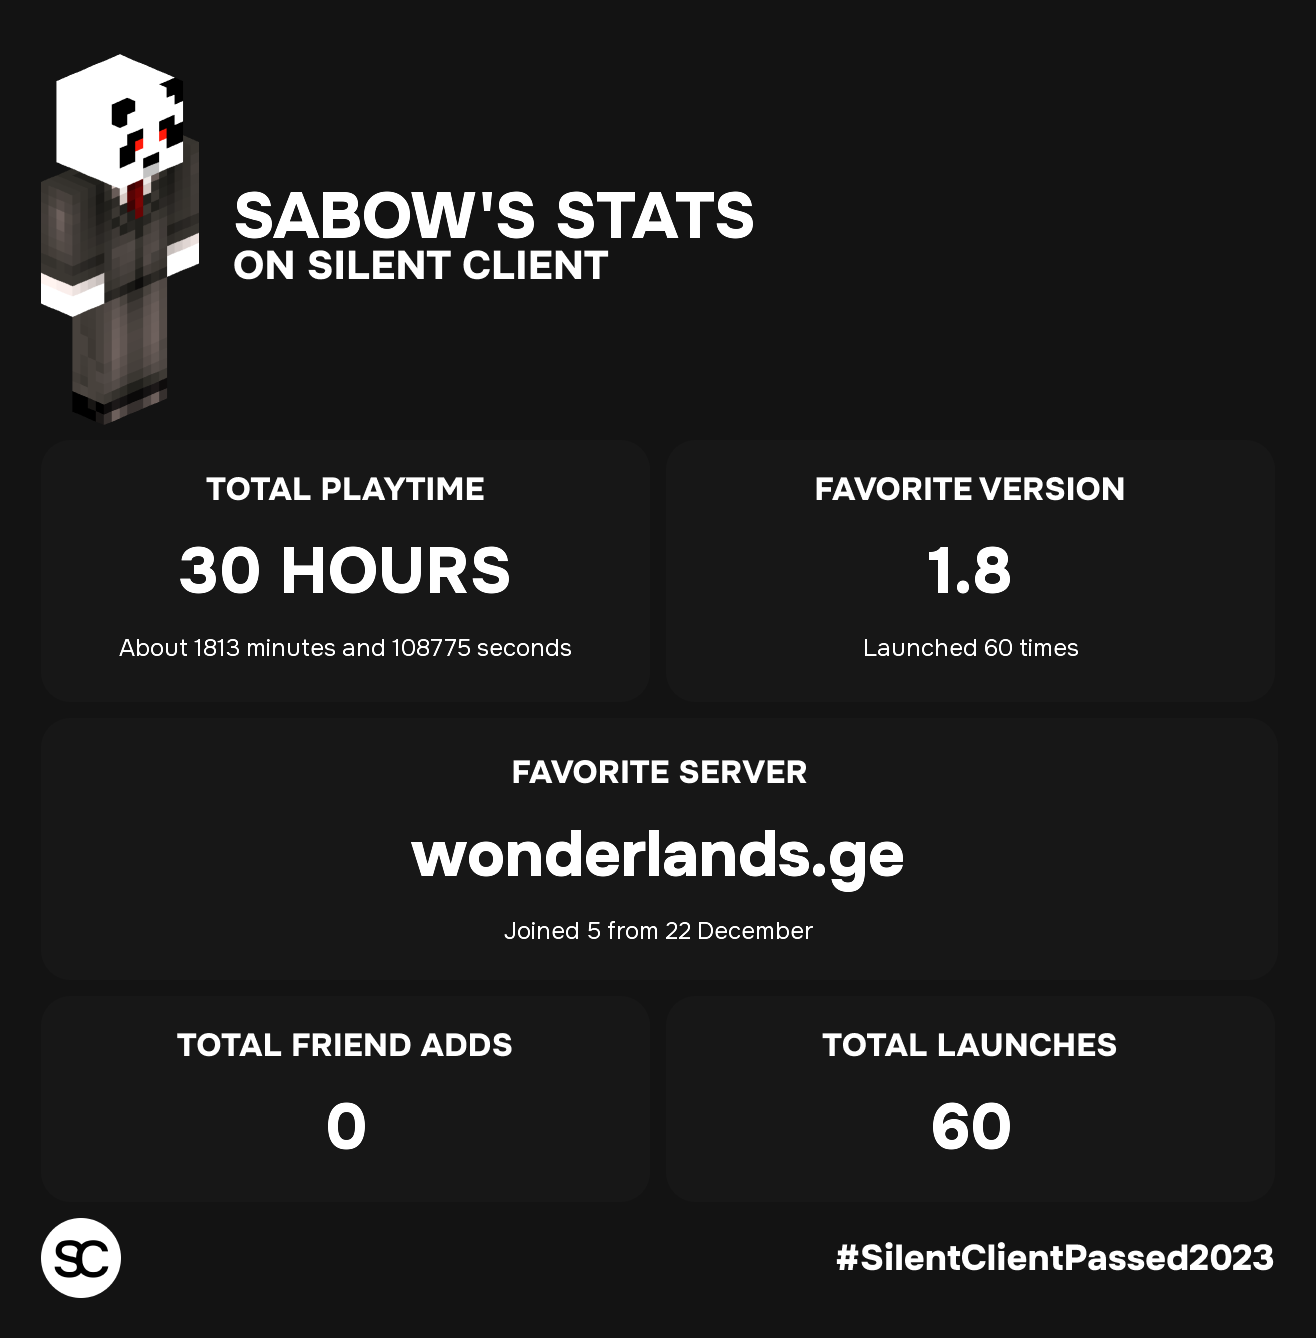 SABOW'S STATS
ON SILENT CLIENT
TOTAL PLAYTIME
30 HOURS
About 1813 minutes and 108775 seconds
FAVORITE VERSION
1.8
Launched 60 times
FAVORITE SERVER
wonderlands.ge
Joined 5 from 22 December
TOTAL FRIEND ADDS
0
TOTAL LAUNCHES
60
SC
#SilentClientPassed2023